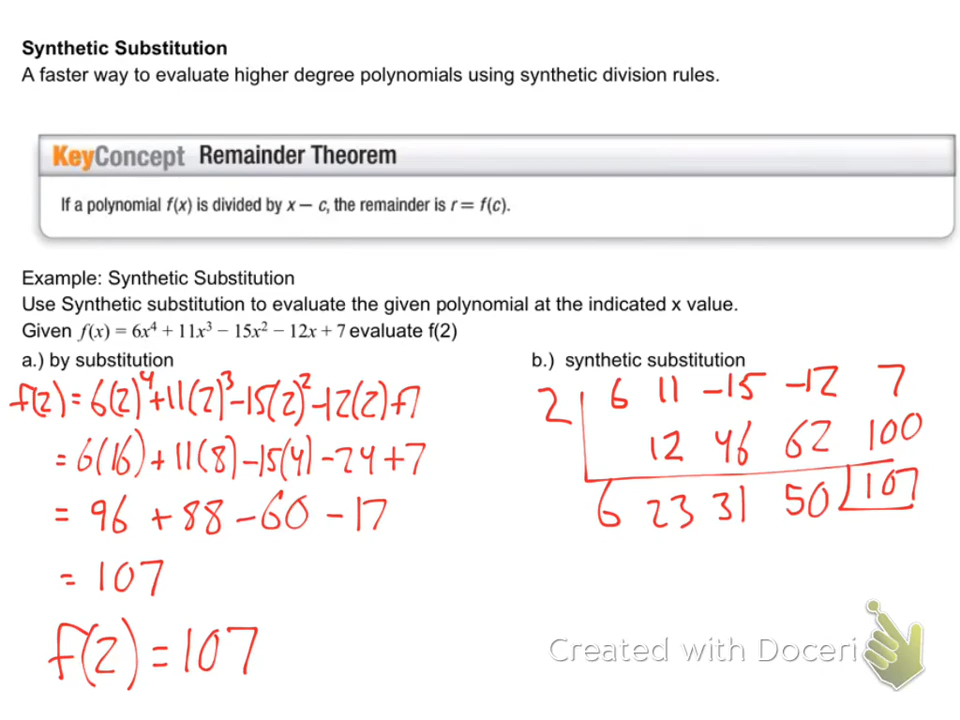 Synthetic Substitution
A faster way to evaluate higher degree polynomials using synthetic division rules.
KeyConcept Remainder Theorem
If a polynomial f(x) is divided by x − c, the remainder is r = f(c).
Example: Synthetic Substitution
Use Synthetic substitution to evaluate the given polynomial at the indicated x value.
Given f(x) = 6x⁴ + 11x³ − 15x² − 12x + 7 evaluate f(2)
a.) by substitution
f(2) = 6(2)⁴+11(2)³−15(2)²−12(2)+7
= 6(16)+11(8)−15(4)−24+7
= 96 + 88 − 60 − 17
= 107
f(2) = 107
b.) synthetic substitution
2 6 11 −15 −12 7
12 46 62 100
6 23 31 50 107
Created with Doceri